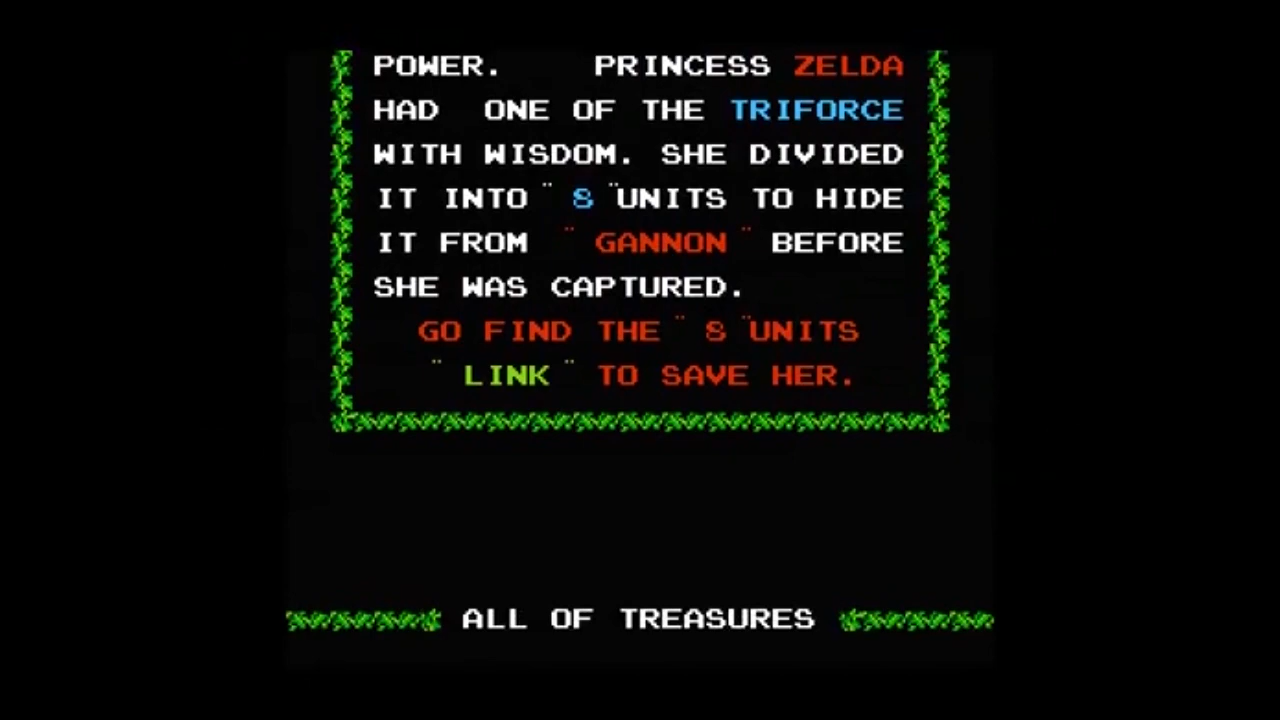 POWER. PRINCESS ZELDA
HAD ONE OF THE TRIFORCE
WITH WISDOM. SHE DIVIDED
IT INTO "8"UNITS TO HIDE
IT FROM "GANNON" BEFORE
SHE WAS CAPTURED.
GO FIND THE "8"UNITS
"LINK" TO SAVE HER.
ALL OF TREASURES